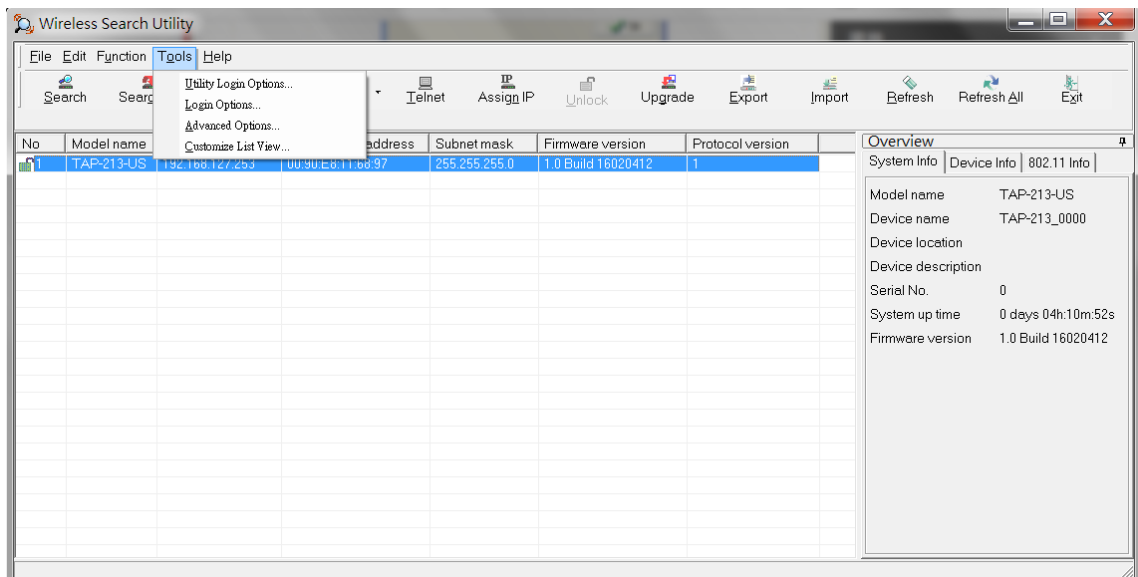 Wireless Search Utility
File Edit Function Tools Help
Search Searc Telnet Assign IP Unlock Upgrade Export Import Refresh Refresh All Exit
Utility Login Options...
Login Options...
Advanced Options...
Customize List View...
No Model name address Subnet mask Firmware version Protocol version
1 TAP-213-US 192.168.127.253 00:90:E8:11:68:97 255.255.255.0 1.0 Build 16020412 1
Overview
System Info Device Info 802.11 Info
Model name TAP-213-US
Device name TAP-213_0000
Device location
Device description
Serial No. 0
System up time 0 days 04h:10m:52s
Firmware version 1.0 Build 16020412